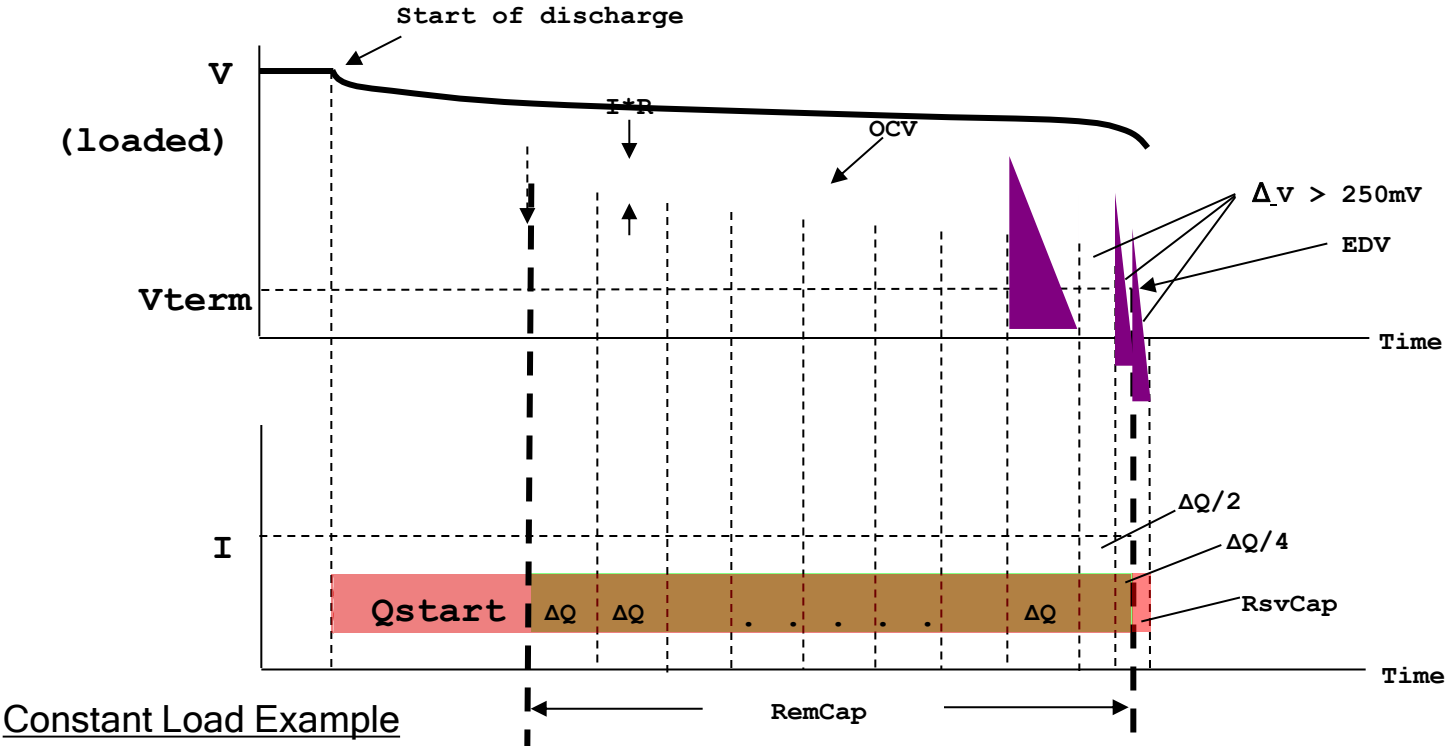 Start of discharge
V
(loaded)
I*R
OCV
Δ_V > 250mV
EDV
Vterm
Time
ΔQ/2
I
ΔQ/4
RsvCap
Qstart
ΔQ
ΔQ
. . . . .
ΔQ
Time
RemCap
Constant Load Example